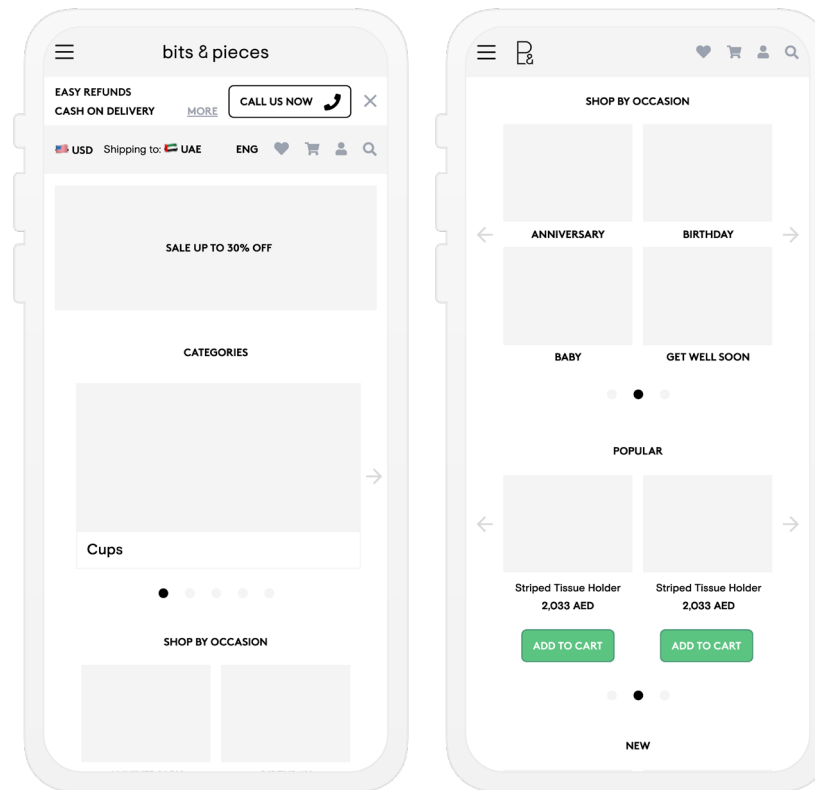 bits & pieces
EASY REFUNDS
CASH ON DELIVERY MORE
CALL US NOW
USD Shipping to: UAE ENG
SALE UP TO 30% OFF
CATEGORIES
Cups
SHOP BY OCCASION
B&
SHOP BY OCCASION
ANNIVERSARY BIRTHDAY
BABY GET WELL SOON
POPULAR
Striped Tissue Holder Striped Tissue Holder
2,033 AED 2,033 AED
ADD TO CART ADD TO CART
NEW